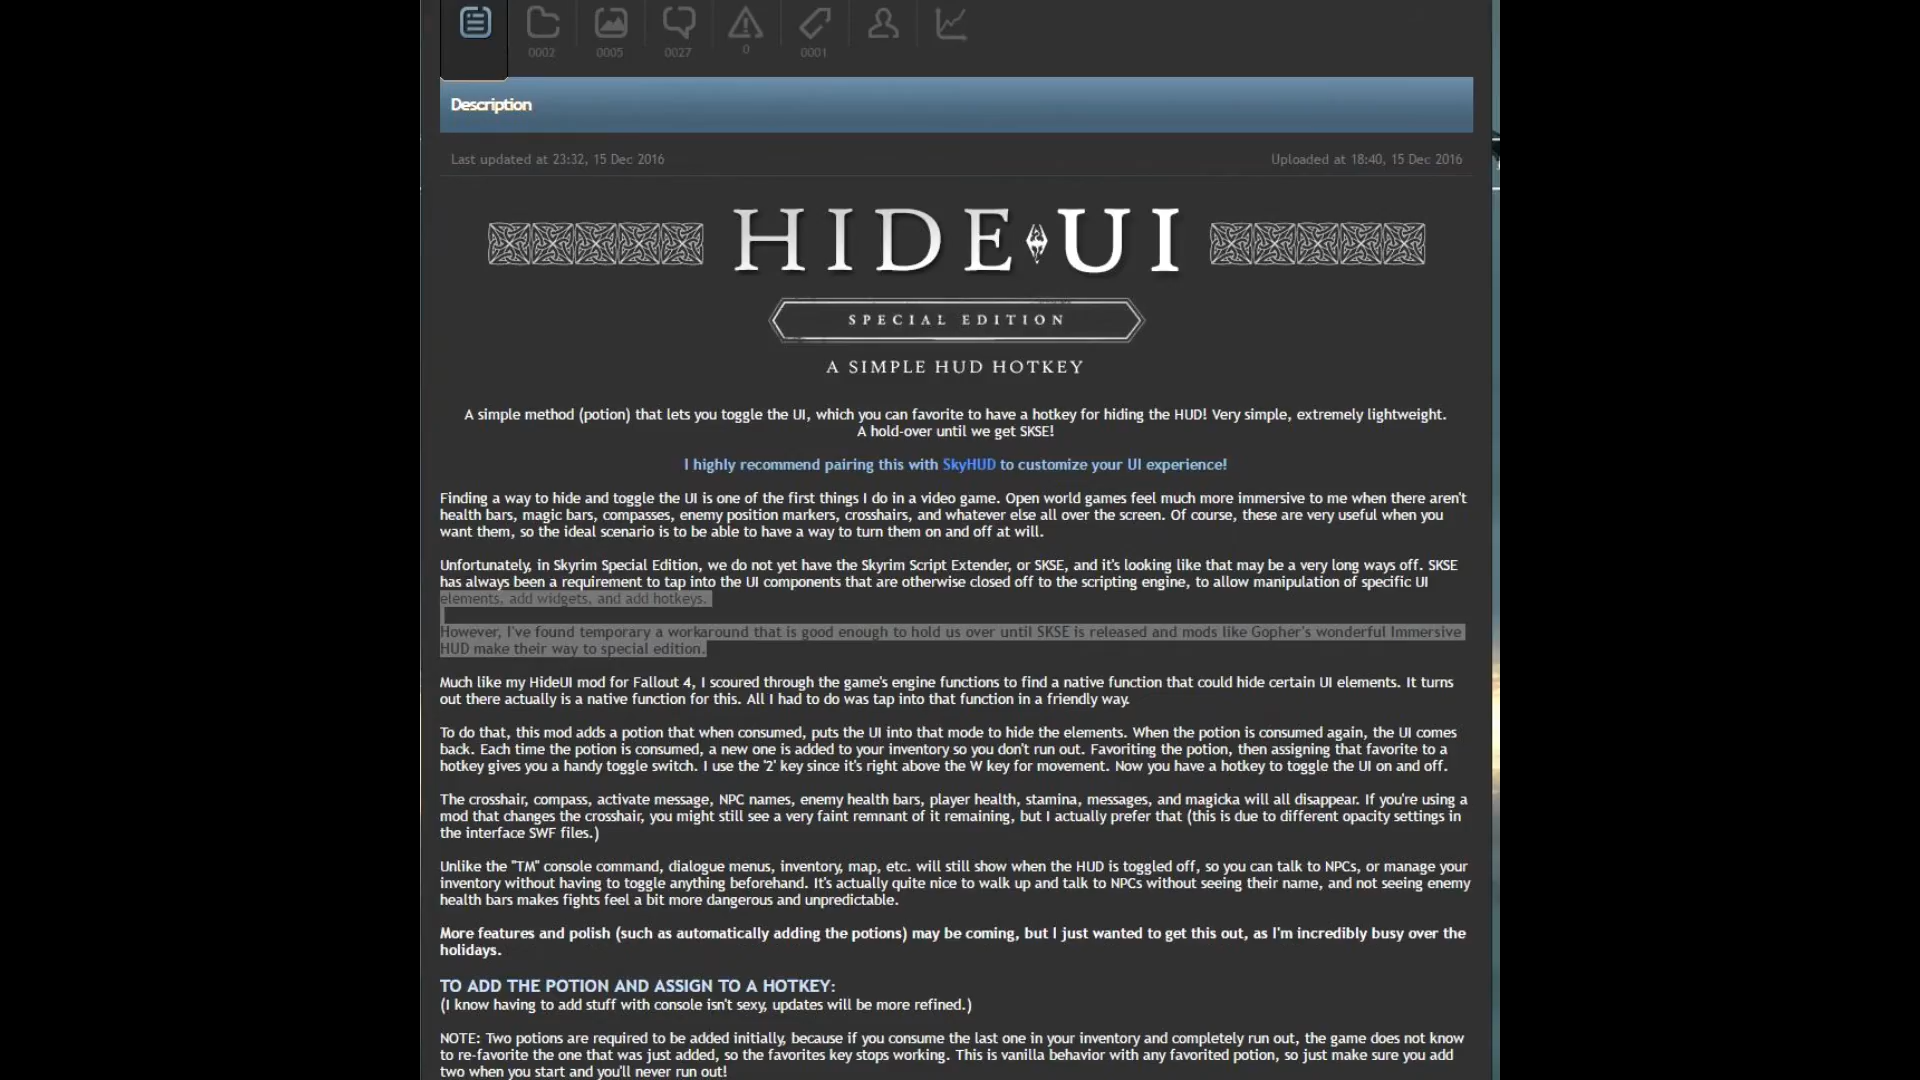 0002 0005 0027 0 0001
Description
Last updated at 23:32, 15 Dec 2016 Uploaded at 18:40, 15 Dec 2016
HIDE UI
SPECIAL EDITION
A SIMPLE HUD HOTKEY
A simple method (potion) that lets you toggle the UI, which you can favorite to have a hotkey for hiding the HUD! Very simple, extremely lightweight.
A hold-over until we get SKSE!
I highly recommend pairing this with SkyHUD to customize your UI experience!
Finding a way to hide and toggle the UI is one of the first things I do in a video game. Open world games feel much more immersive to me when there aren't
health bars, magic bars, compasses, enemy position markers, crosshairs, and whatever else all over the screen. Of course, these are very useful when you
want them, so the ideal scenario is to be able to have a way to turn them on and off at will.
Unfortunately, in Skyrim Special Edition, we do not yet have the Skyrim Script Extender, or SKSE, and it's looking like that may be a very long ways off. SKSE
has always been a requirement to tap into the UI components that are otherwise closed off to the scripting engine, to allow manipulation of specific UI
elements, add widgets, and add hotkeys.
However, I've found temporary a workaround that is good enough to hold us over until SKSE is released and mods like Gopher's wonderful Immersive
HUD make their way to special edition.
Much like my HideUI mod for Fallout 4, I scoured through the game's engine functions to find a native function that could hide certain UI elements. It turns
out there actually is a native function for this. All I had to do was tap into that function in a friendly way.
To do that, this mod adds a potion that when consumed, puts the UI into that mode to hide the elements. When the potion is consumed again, the UI comes
back. Each time the potion is consumed, a new one is added to your inventory so you don't run out. Favoriting the potion, then assigning that favorite to a
hotkey gives you a handy toggle switch. I use the '2' key since it's right above the W key for movement. Now you have a hotkey to toggle the UI on and off.
The crosshair, compass, activate message, NPC names, enemy health bars, player health, stamina, messages, and magicka will all disappear. If you're using a
mod that changes the crosshair, you might still see a very faint remnant of it remaining, but I actually prefer that (this is due to different opacity settings in
the interface SWF files.)
Unlike the "TM" console command, dialogue menus, inventory, map, etc. will still show when the HUD is toggled off, so you can talk to NPCs, or manage your
inventory without having to toggle anything beforehand. It's actually quite nice to walk up and talk to NPCs without seeing their name, and not seeing enemy
health bars makes fights feel a bit more dangerous and unpredictable.
More features and polish (such as automatically adding the potions) may be coming, but I just wanted to get this out, as I'm incredibly busy over the
holidays.
TO ADD THE POTION AND ASSIGN TO A HOTKEY:
(I know having to add stuff with console isn't sexy, updates will be more refined.)
NOTE: Two potions are required to be added initially, because if you consume the last one in your inventory and completely run out, the game does not know
to re-favorite the one that was just added, so the favorites key stops working. This is vanilla behavior with any favorited potion, so just make sure you add
two when you start and you'll never run out!